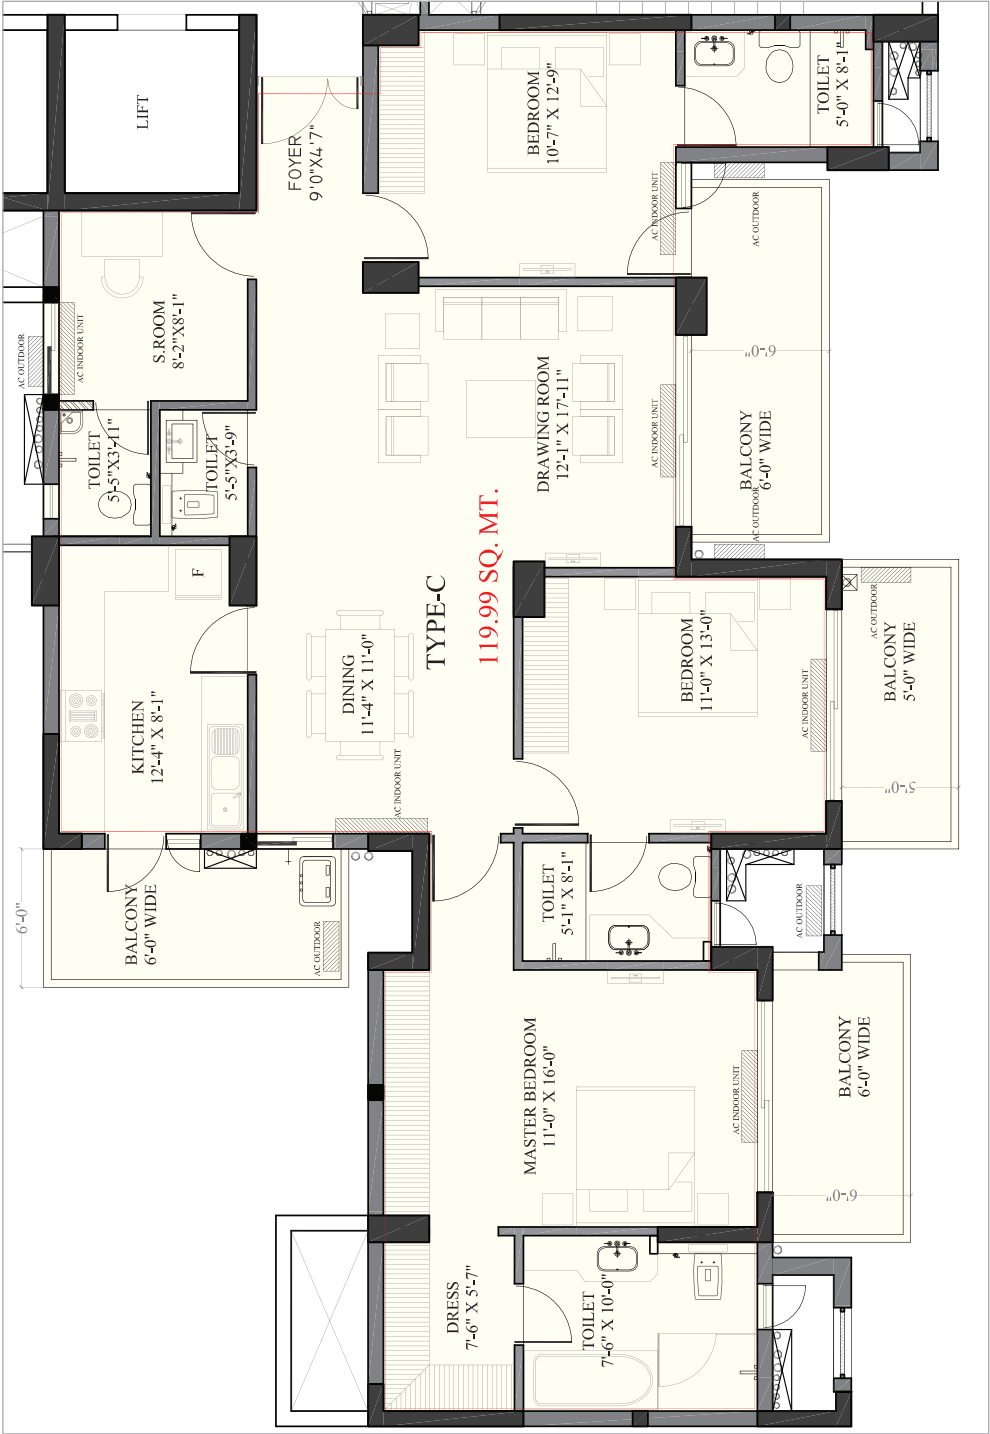 LIFT
FOYER
9'0"X4'7"
BEDROOM
10'-7" X 12'-9"
TOILET
5'-0" X 8'-1"
AC INDOOR UNIT
AC OUTDOOR
S.ROOM
8'-2"X8'-1"
AC INDOOR UNIT
AC OUTDOOR
TOILET
5'-5"X3'-11"
TOILET
5'-5"X3'-9"
DRAWING ROOM
12'-1" X 17'-11"
AC INDOOR UNIT
6'-0"
BALCONY
6'-0" WIDE
AC OUTDOOR
F
TYPE-C
119.99 SQ. MT.
KITCHEN
12'-4" X 8'-1"
DINING
11'-4" X 11'-0"
AC INDOOR UNIT
BEDROOM
11'-0" X 13'-0"
AC INDOOR UNIT
AC OUTDOOR
BALCONY
5'-0" WIDE
5'-0"
6'-0"
BALCONY
6'-0" WIDE
AC OUTDOOR
TOILET
5'-1" X 8'-1"
AC OUTDOOR
MASTER BEDROOM
11'-0" X 16'-0"
AC INDOOR UNIT
BALCONY
6'-0" WIDE
6'-0"
DRESS
7'-6" X 5'-7"
TOILET
7'-6" X 10'-0"